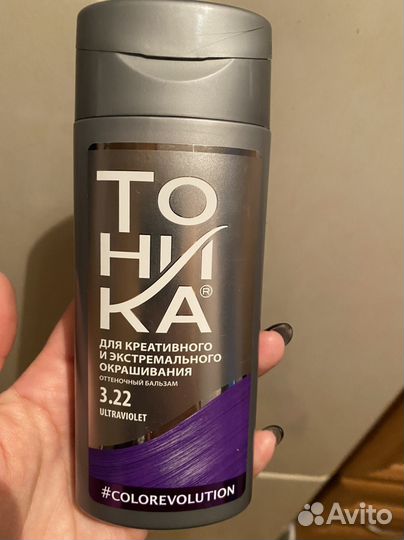 ТО
НИ
КА®
ДЛЯ КРЕАТИВНОГО
И ЭКСТРЕМАЛЬНОГО
ОКРАШИВАНИЯ
ОТТЕНОЧНЫЙ БАЛЬЗАМ
3.22
ULTRAVIOLET
#COLOREVOLUTION
Avito